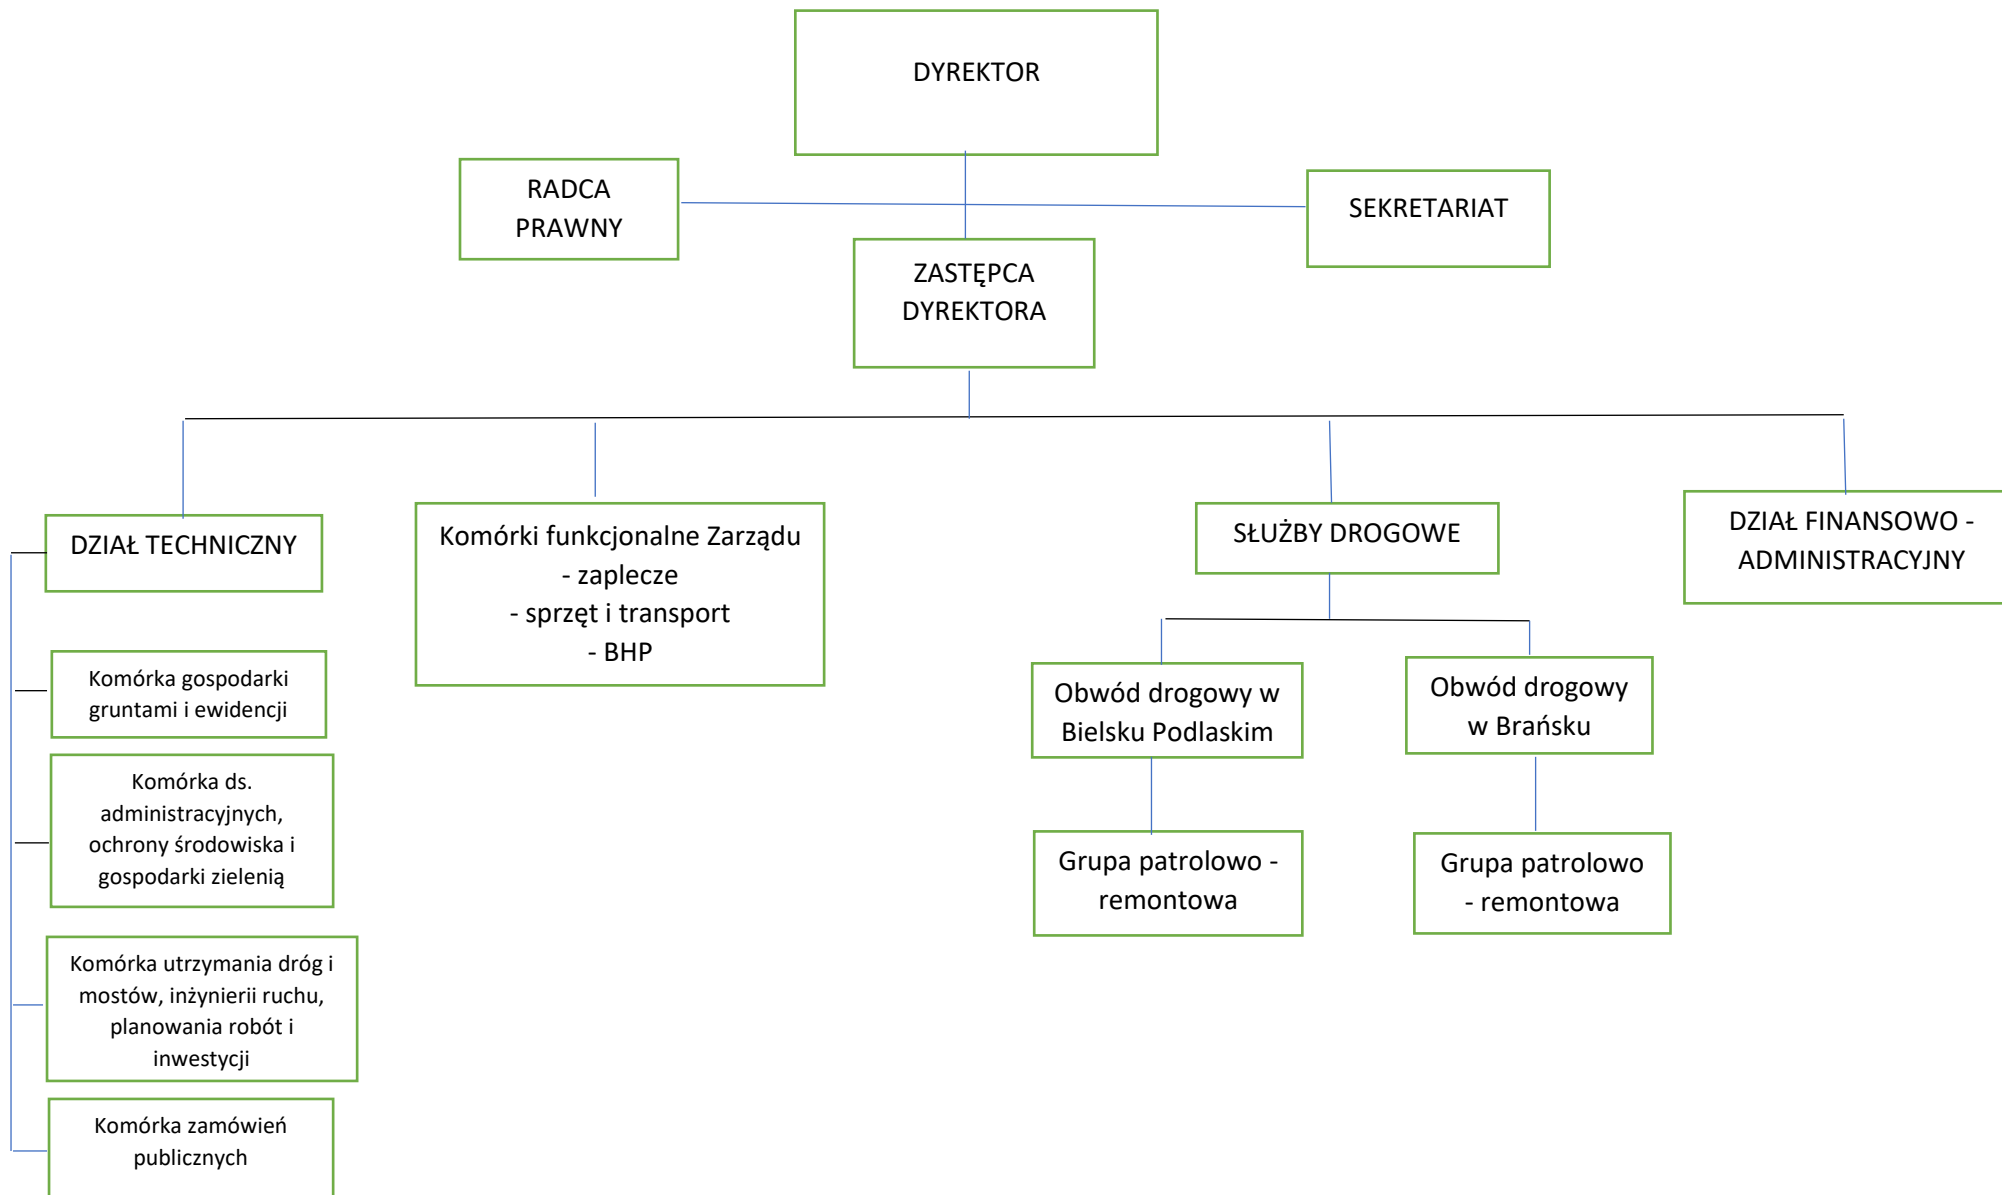 DYREKTOR
RADCA
PRAWNY
SEKRETARIAT
ZASTĘPCA
DYREKTORA
DZIAŁ TECHNICZNY
Komórka gospodarki
gruntami i ewidencji
Komórka ds.
administracyjnych,
ochrony środowiska i
gospodarki zielenią
Komórka utrzymania dróg i
mostów, inżynierii ruchu,
planowania robót i
inwestycji
Komórka zamówień
publicznych
Komórki funkcjonalne Zarządu
- zaplecze
- sprzęt i transport
- BHP
SŁUŻBY DROGOWE
Obwód drogowy w
Bielsku Podlaskim
Grupa patrolowo -
remontowa
Obwód drogowy
w Brańsku
Grupa patrolowo
- remontowa
DZIAŁ FINANSOWO -
ADMINISTRACYJNY